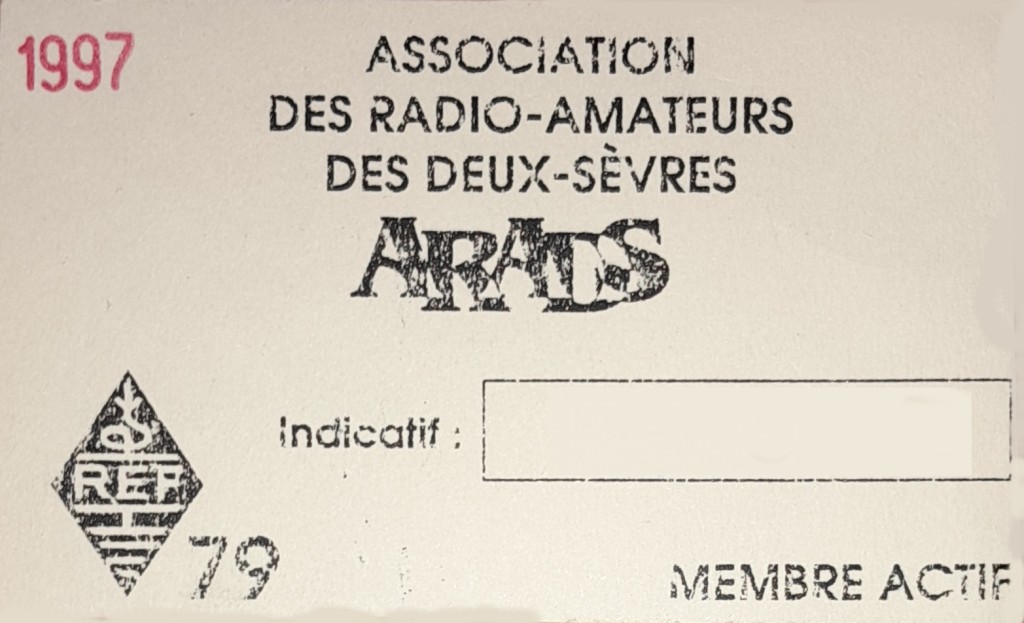 1997
ASSOCIATION
DES RADIO-AMATEURS
DES DEUX-SÈVRES
ARADS
Indicatif :
REF
79
MEMBRE ACTIF